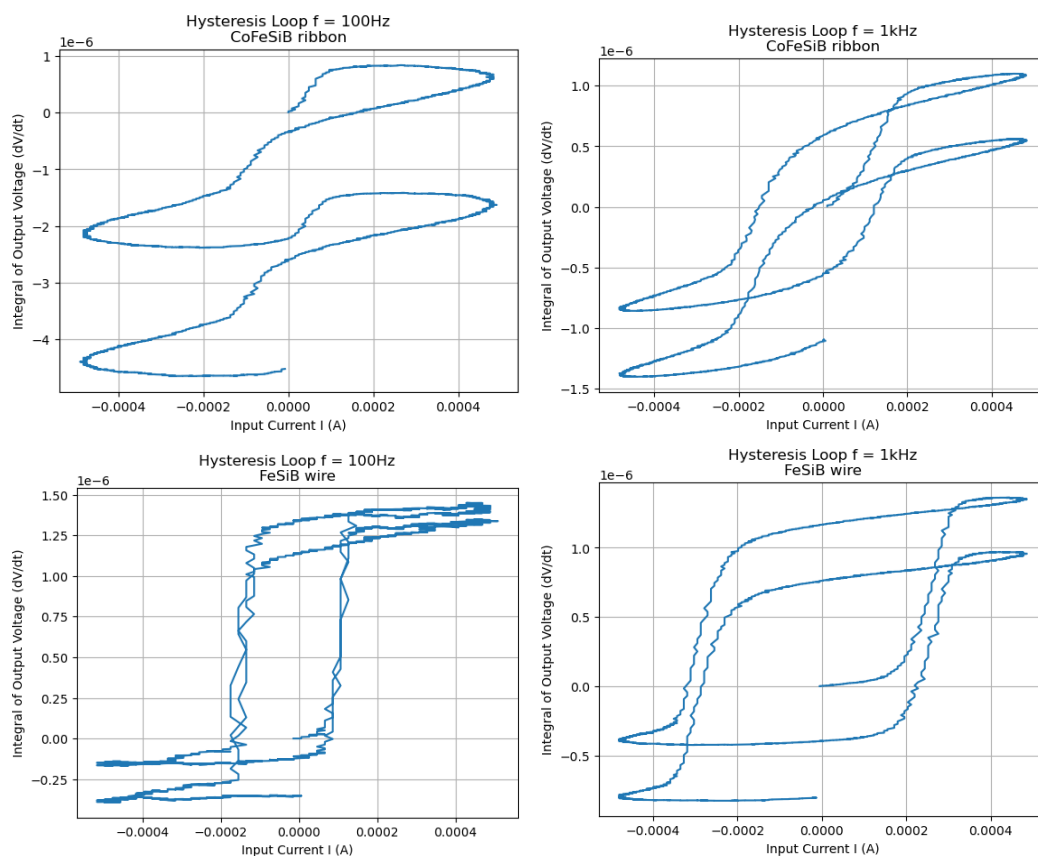 Hysteresis Loop f = 100Hz
CoFeSiB ribbon
1e−6
1
0
−1
−2
−3
−4
Integral of Output Voltage (dV/dt)
−0.0004
−0.0002
0.0000
0.0002
0.0004
Input Current I (A)
Hysteresis Loop f = 1kHz
CoFeSiB ribbon
1e−6
1.0
0.5
0.0
−0.5
−1.0
−1.5
Integral of Output Voltage (dV/dt)
−0.0004
−0.0002
0.0000
0.0002
0.0004
Input Current I (A)
Hysteresis Loop f = 100Hz
FeSiB wire
1e−6
1.50
1.25
1.00
0.75
0.50
0.25
0.00
−0.25
Integral of Output Voltage (dV/dt)
−0.0004
−0.0002
0.0000
0.0002
0.0004
Input Current I (A)
Hysteresis Loop f = 1kHz
FeSiB wire
1e−6
1.0
0.5
0.0
−0.5
Integral of Output Voltage (dV/dt)
−0.0004
−0.0002
0.0000
0.0002
0.0004
Input Current I (A)